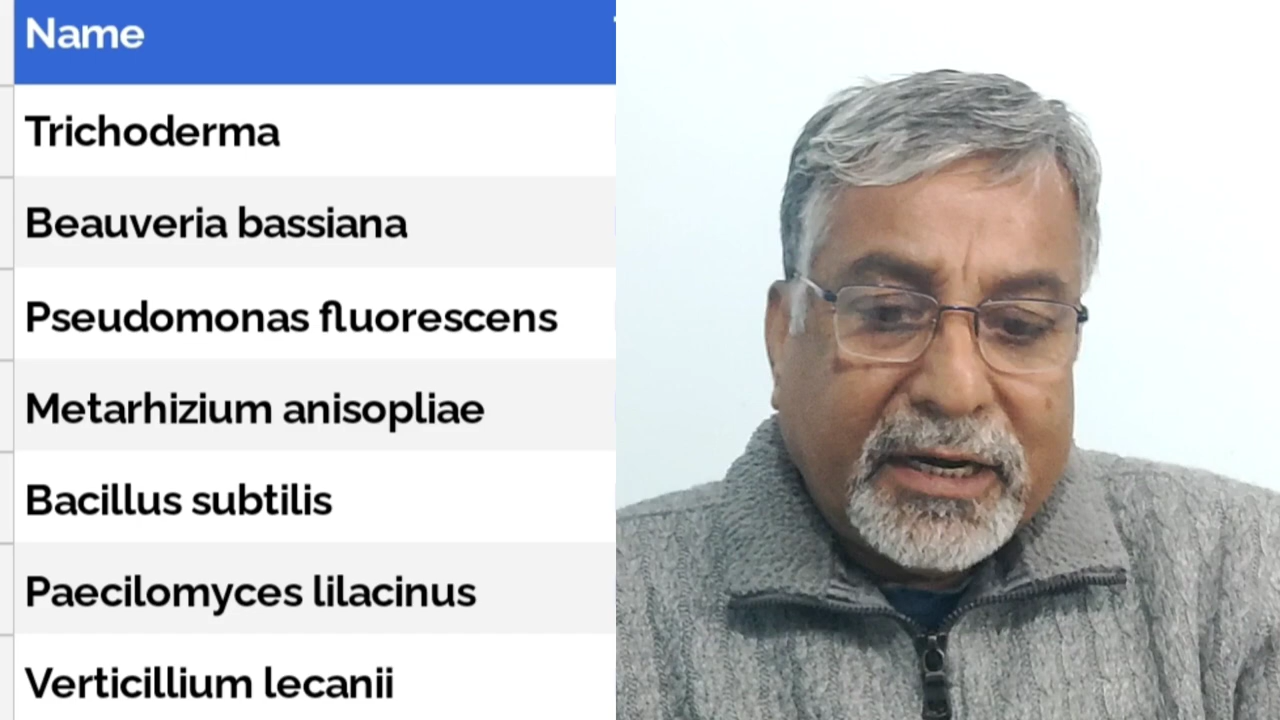 Name
Trichoderma
Beauveria bassiana
Pseudomonas fluorescens
Metarhizium anisopliae
Bacillus subtilis
Paecilomyces lilacinus
Verticillium lecanii